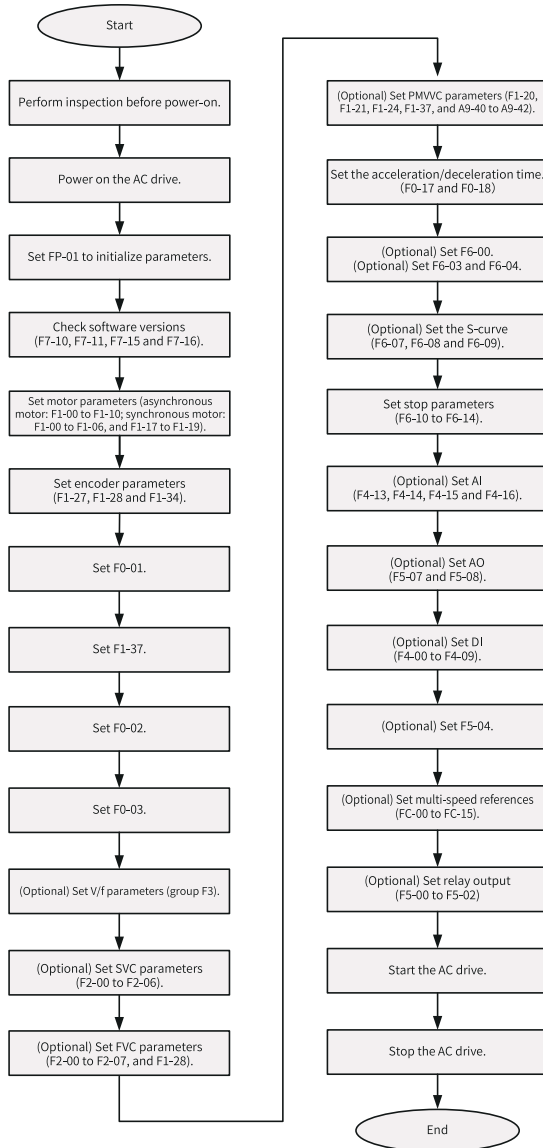 Start
Perform inspection before power-on.
Power on the AC drive.
Set FP-01 to initialize parameters.
Check software versions
(F7-10, F7-11, F7-15 and F7-16).
Set motor parameters (asynchronous
motor: F1-00 to F1-10; synchronous motor:
F1-00 to F1-06, and F1-17 to F1-19).
Set encoder parameters
(F1-27, F1-28 and F1-34).
Set F0-01.
Set F1-37.
Set F0-02.
Set F0-03.
(Optional) Set V/f parameters (group F3).
(Optional) Set SVC parameters
(F2-00 to F2-06).
(Optional) Set FVC parameters
(F2-00 to F2-07, and F1-28).
(Optional) Set PMVVC parameters (F1-20,
F1-21, F1-24, F1-37, and A9-40 to A9-42).
Set the acceleration/deceleration time.
(F0-17 and F0-18)
(Optional) Set F6-00.
(Optional) Set F6-03 and F6-04.
(Optional) Set the S-curve
(F6-07, F6-08 and F6-09).
Set stop parameters
(F6-10 to F6-14).
(Optional) Set AI
(F4-13, F4-14, F4-15 and F4-16).
(Optional) Set AO
(F5-07 and F5-08).
(Optional) Set DI
(F4-00 to F4-09).
(Optional) Set F5-04.
(Optional) Set multi-speed references
(FC-00 to FC-15).
(Optional) Set relay output
(F5-00 to F5-02)
Start the AC drive.
Stop the AC drive.
End